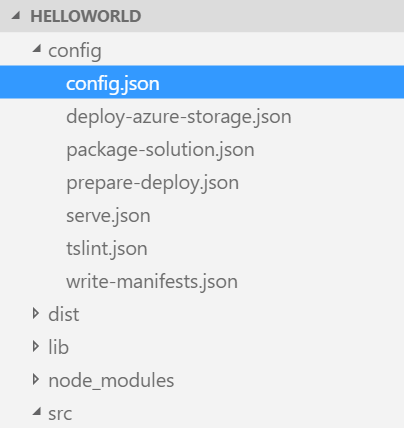 HELLOWORLD
config
config.json
deploy-azure-storage.json
package-solution.json
prepare-deploy.json
serve.json
tslint.json
write-manifests.json
dist
lib
node_modules
src